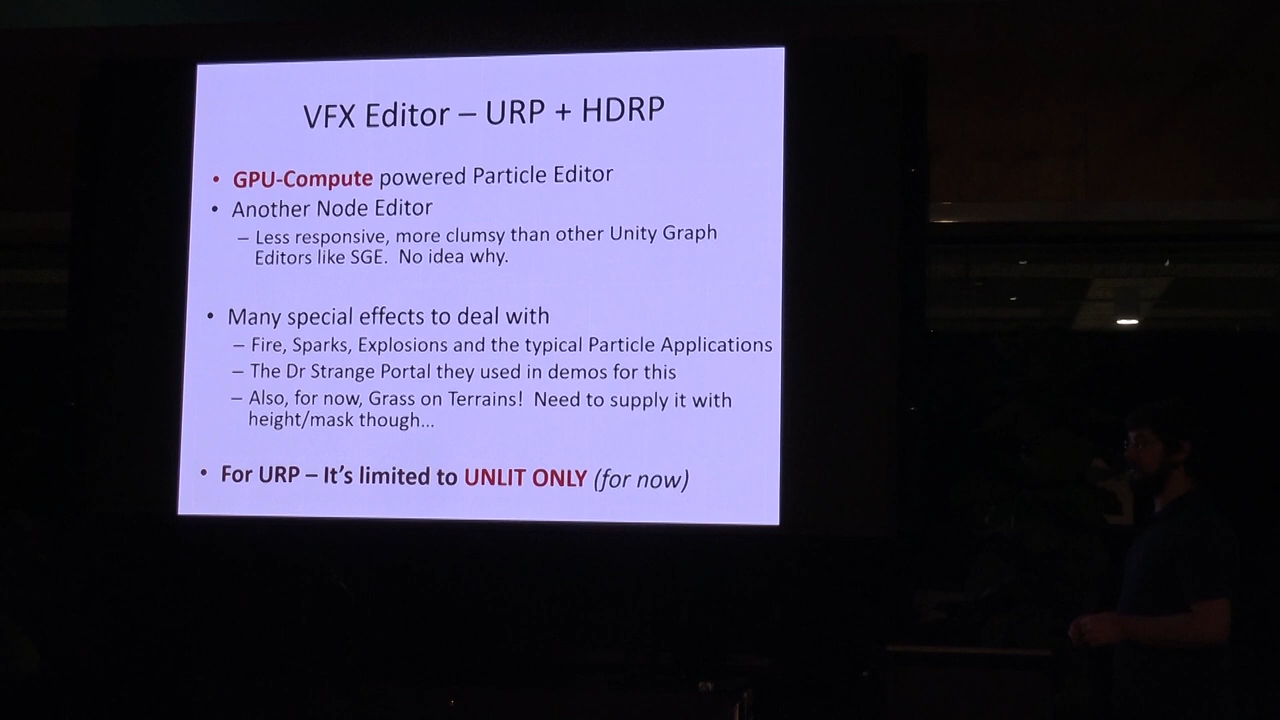 VFX Editor – URP + HDRP
• GPU-Compute powered Particle Editor
• Another Node Editor
– Less responsive, more clumsy than other Unity Graph
Editors like SGE.  No idea why.
• Many special effects to deal with
– Fire, Sparks, Explosions and the typical Particle Applications
– The Dr Strange Portal they used in demos for this
– Also, for now, Grass on Terrains!  Need to supply it with
height/mask though...
• For URP – It's limited to UNLIT ONLY (for now)